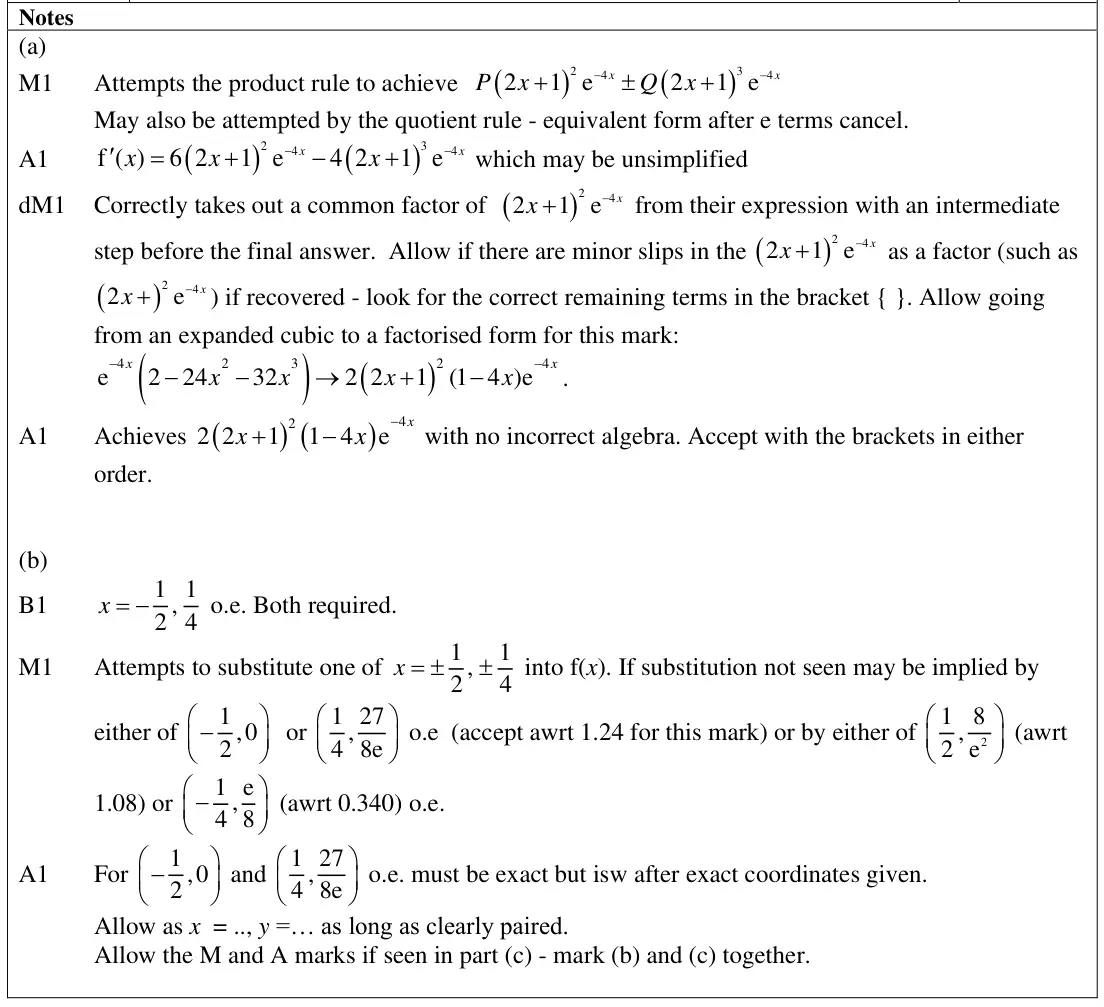 Notes
(a)
M1 Attempts the product rule to achieve P(2x+1)² e⁻⁴ˣ ± Q(2x+1)³ e⁻⁴ˣ
May also be attempted by the quotient rule - equivalent form after e terms cancel.
A1 f′(x) = 6(2x+1)² e⁻⁴ˣ − 4(2x+1)³ e⁻⁴ˣ which may be unsimplified
dM1 Correctly takes out a common factor of (2x+1)² e⁻⁴ˣ from their expression with an intermediate
step before the final answer. Allow if there are minor slips in the (2x+1)² e⁻⁴ˣ as a factor (such as
(2x+)² e⁻⁴ˣ) if recovered - look for the correct remaining terms in the bracket { }. Allow going
from an expanded cubic to a factorised form for this mark:
e⁻⁴ˣ(2−24x²−32x³) → 2(2x+1)² (1−4x)e⁻⁴ˣ.
A1 Achieves 2(2x+1)² (1−4x)e⁻⁴ˣ with no incorrect algebra. Accept with the brackets in either
order.
(b)
B1 x = −1/2, 1/4 o.e. Both required.
M1 Attempts to substitute one of x = ±1/2, ±1/4 into f(x). If substitution not seen may be implied by
either of (−1/2, 0) or (1/4, 27/8e) o.e (accept awrt 1.24 for this mark) or by either of (1/2, 8/e²) (awrt
1.08) or (−1/4, e/8) (awrt 0.340) o.e.
A1 For (−1/2, 0) and (1/4, 27/8e) o.e. must be exact but isw after exact coordinates given.
Allow as x = .., y =… as long as clearly paired.
Allow the M and A marks if seen in part (c) - mark (b) and (c) together.